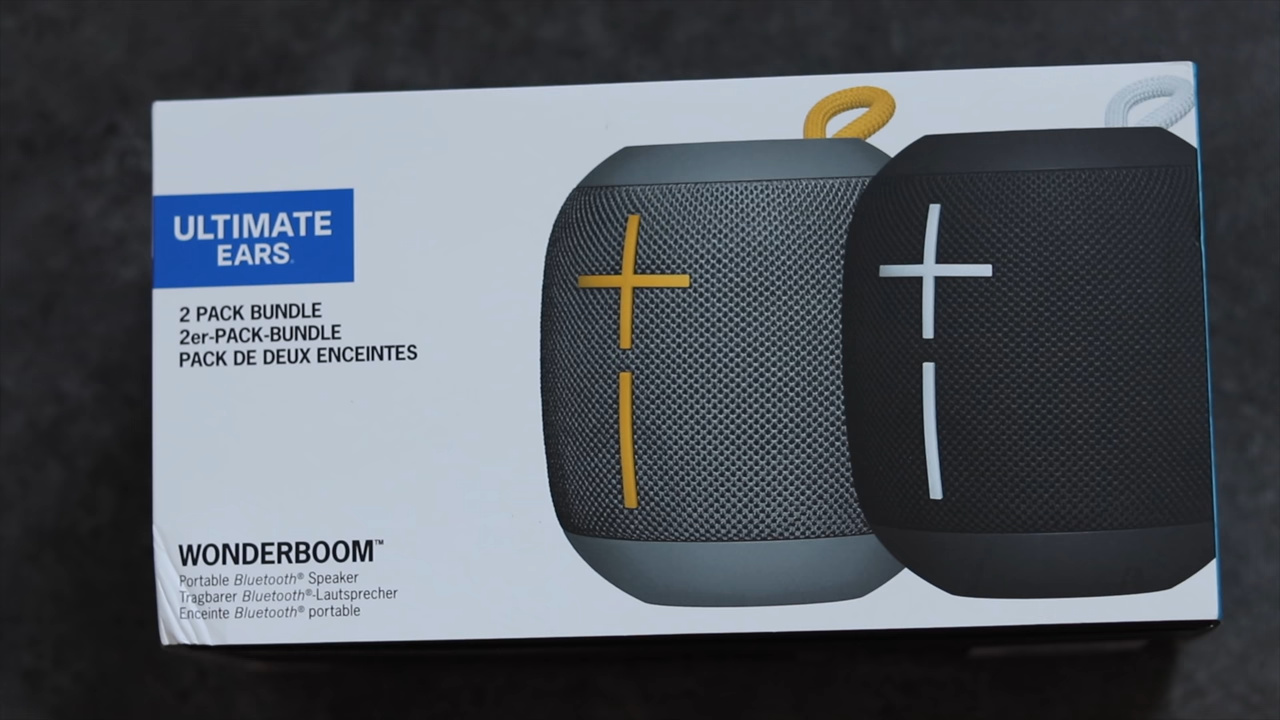 ULTIMATE
EARS
2 PACK BUNDLE
2er-PACK-BUNDLE
PACK DE DEUX ENCEINTES
WONDERBOOM™
Portable Bluetooth® Speaker
Tragbarer Bluetooth®-Lautsprecher
Enceinte Bluetooth® portable